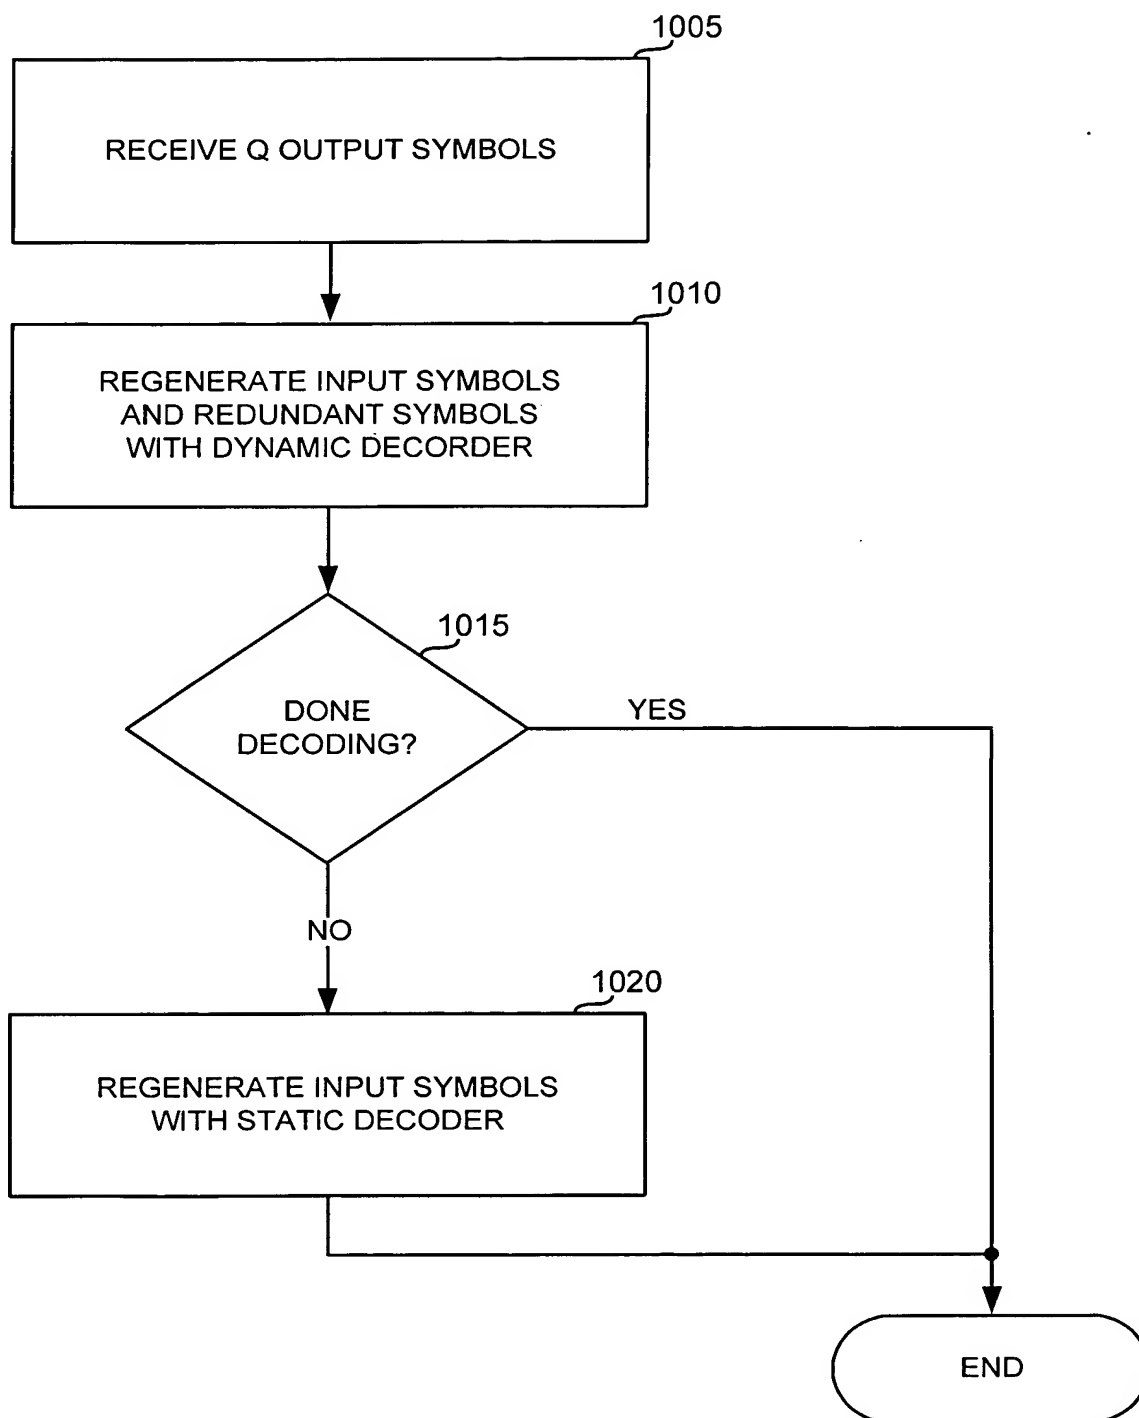 1005
RECEIVE Q OUTPUT SYMBOLS
1010
REGENERATE INPUT SYMBOLS
AND REDUNDANT SYMBOLS
WITH DYNAMIC DECORDER
1015
DONE
DECODING?
YES
NO
1020
REGENERATE INPUT SYMBOLS
WITH STATIC DECODER
END